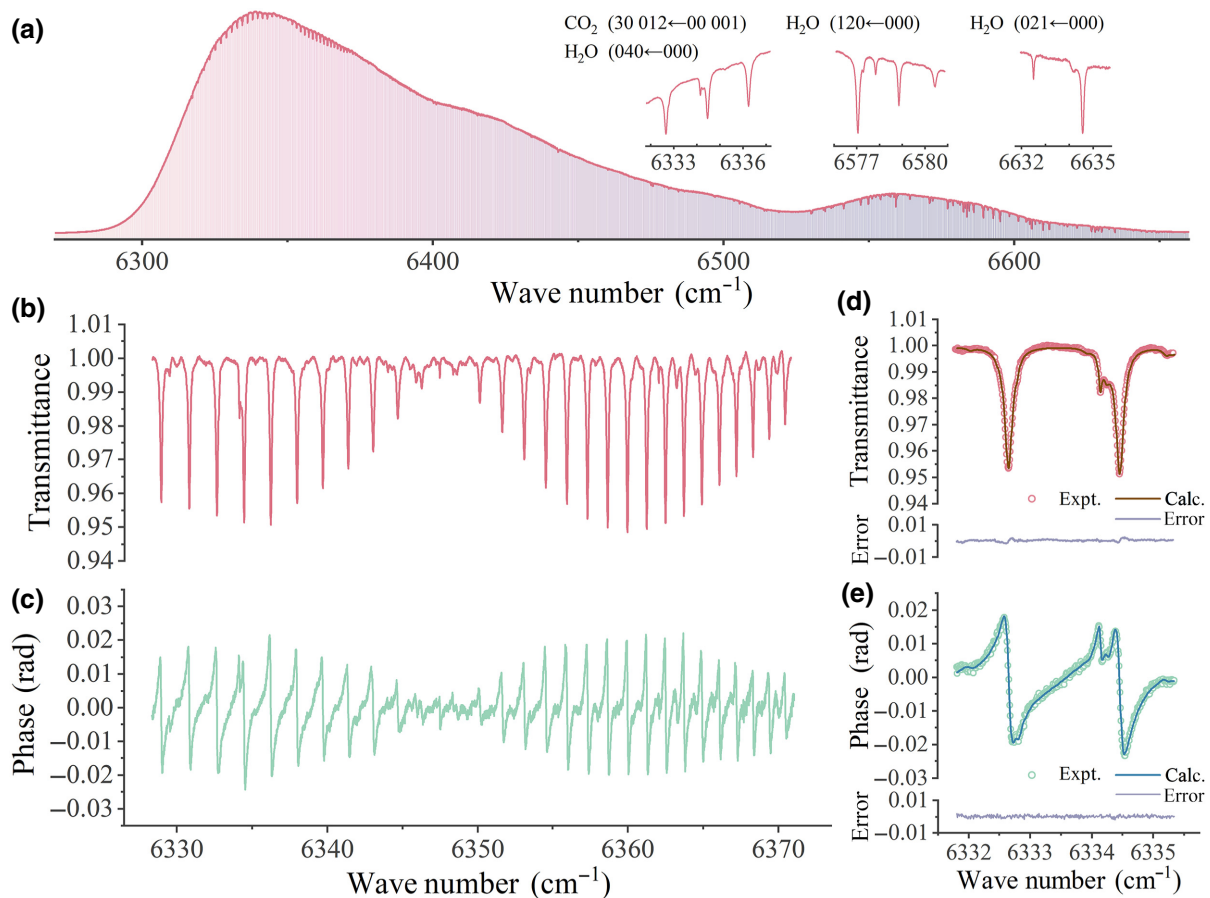 (a)
CO₂ (30 012←00 001)
H₂O (040←000)
H₂O (120←000)
H₂O (021←000)
6333 6336
6577 6580
6632 6635
6300 6400 6500 6600
Wave number (cm⁻¹)
(b)
Transmittance
1.01
1.00
0.99
0.98
0.97
0.96
0.95
0.94
(c)
Phase (rad)
0.03
0.02
0.01
0.00
−0.01
−0.02
−0.03
6330 6340 6350 6360 6370
Wave number (cm⁻¹)
(d)
Transmittance
1.01
1.00
0.99
0.98
0.97
0.96
0.95
0.94
Expt. Calc.
Error
Error
0.01
−0.01
(e)
Phase (rad)
0.02
0.01
0.00
−0.01
−0.02
−0.03
Expt. Calc.
Error
Error
0.01
−0.01
6332 6333 6334 6335
Wave number (cm⁻¹)